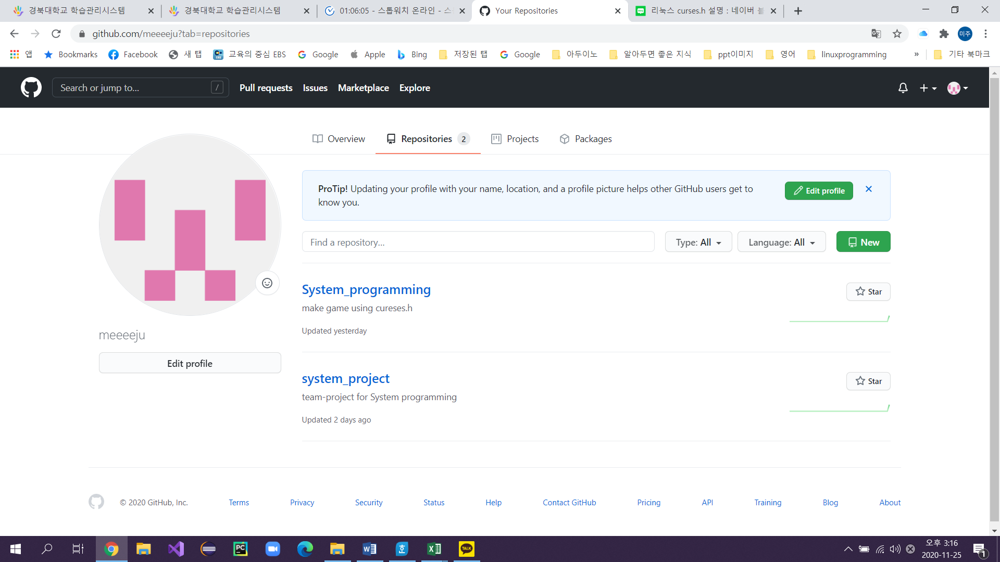 경북대학교 학습관리시스템
경북대학교 학습관리시스템
01:06:05 - 스톱워치 온라인 -
Your Repositories
리눅스 curses.h 설명 : 네이버
github.com/meeeeju?tab=repositories
미주
앱
Bookmarks
Facebook
새 탭
교육의 중심 EBS
Google
Apple
Bing
저장된 탭
Google
아두이노
알아두면 좋은 지식
ppt이미지
영어
linuxprogramming
»
기타 북마크
Search or jump to... /
Pull requests
Issues
Marketplace
Explore
Overview
Repositories 2
Projects
Packages
ProTip! Updating your profile with your name, location, and a profile picture helps other GitHub users get to
know you.
Edit profile
Find a repository...
Type: All
Language: All
New
System_programming
Star
make game using cureses.h
Updated yesterday
meeeeju
Edit profile
system_project
Star
team-project for System programming
Updated 2 days ago
© 2020 GitHub, Inc.
Terms
Privacy
Security
Status
Help
Contact GitHub
Pricing
API
Training
Blog
About
PC
TALK
오후 3:16
2020-11-25
1